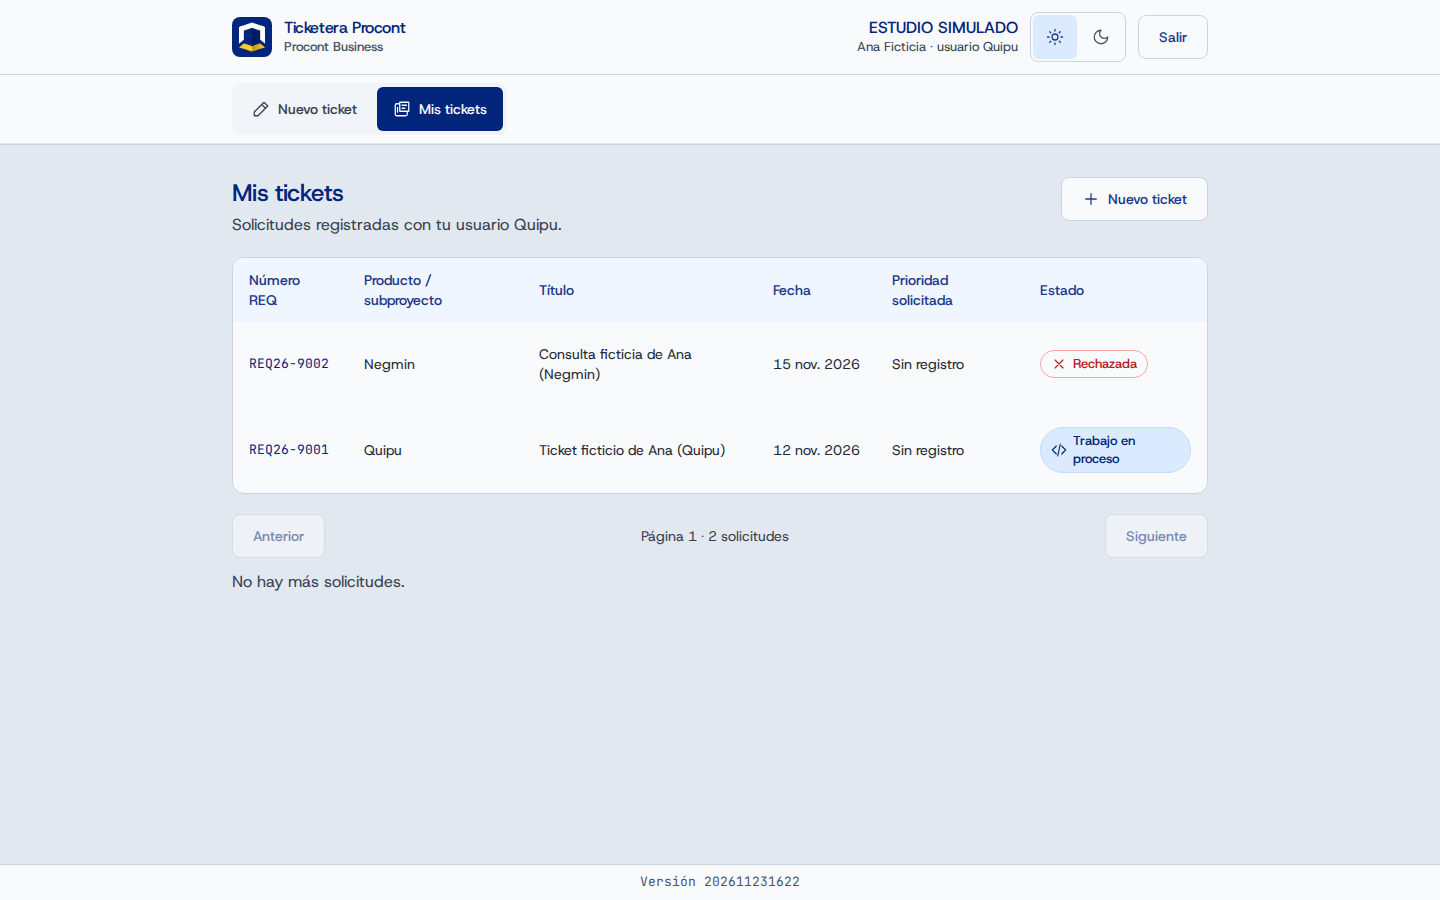 Ticketera Procont
Procont Business
ESTUDIO SIMULADO
Ana Ficticia · usuario Quipu
Salir
Nuevo ticket
Mis tickets
Mis tickets
Solicitudes registradas con tu usuario Quipu.
Nuevo ticket
Número REQ
Producto / subproyecto
Título
Fecha
Prioridad solicitada
Estado
REQ26-9002
Negmin
Consulta ficticia de Ana (Negmin)
15 nov. 2026
Sin registro
Rechazada
REQ26-9001
Quipu
Ticket ficticio de Ana (Quipu)
12 nov. 2026
Sin registro
Trabajo en proceso
Anterior
Página 1 · 2 solicitudes
Siguiente
No hay más solicitudes.
Versión 202611231622